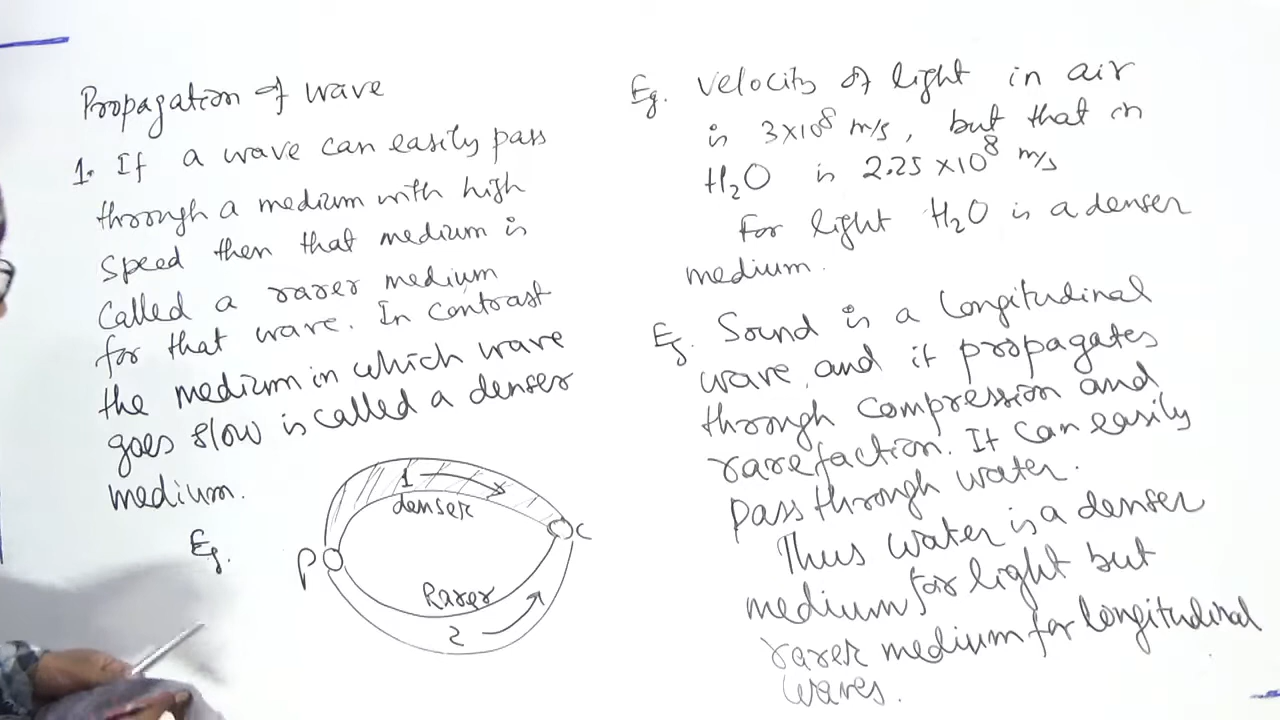 Propagation of wave
1. If a wave can easily pass
through a medium with high
speed then that medium is
Called a rarer medium
for that wave. In contrast
the medium in which wave
goes slow is called a denser
medium.
Eg.
1
denser
P
C
Rarer
2
Eg. Velocity of light in air
is 3×10⁸ m/s, but that in
H₂O is 2.25 ×10⁸ m/s
For light H₂O is a denser
medium.
Eg. Sound is a longitudinal
wave, and it propagates
through compression and
rarefaction. It can easily
pass through water.
Thus water is a denser
medium for light but
rarer medium for longitudinal
waves.